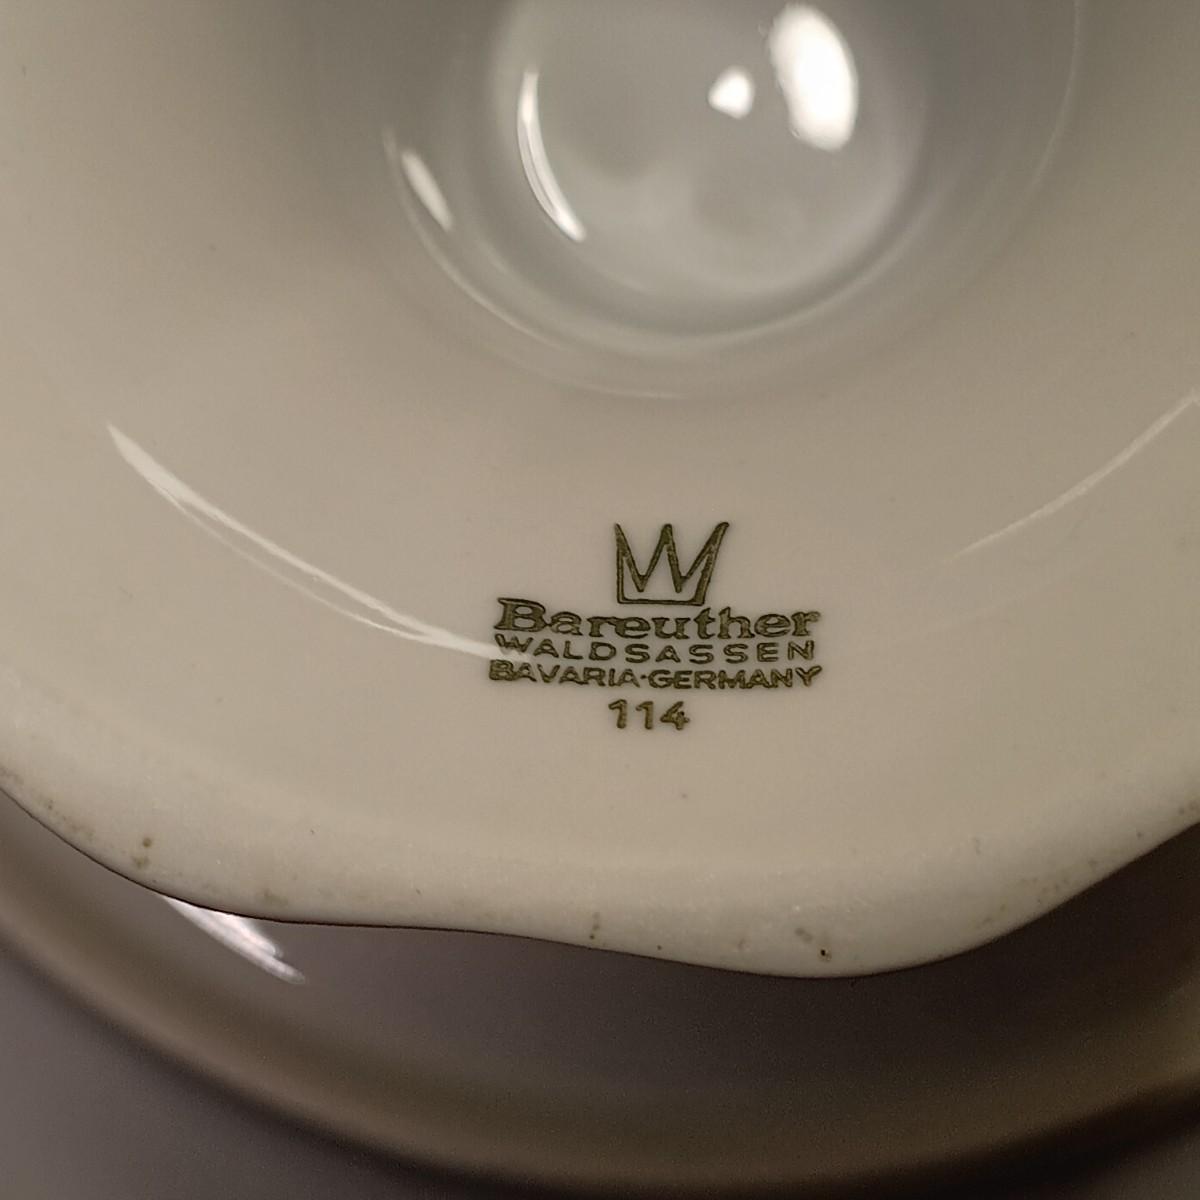 Bareuther
WALDSASSEN
BAVARIA·GERMANY
114